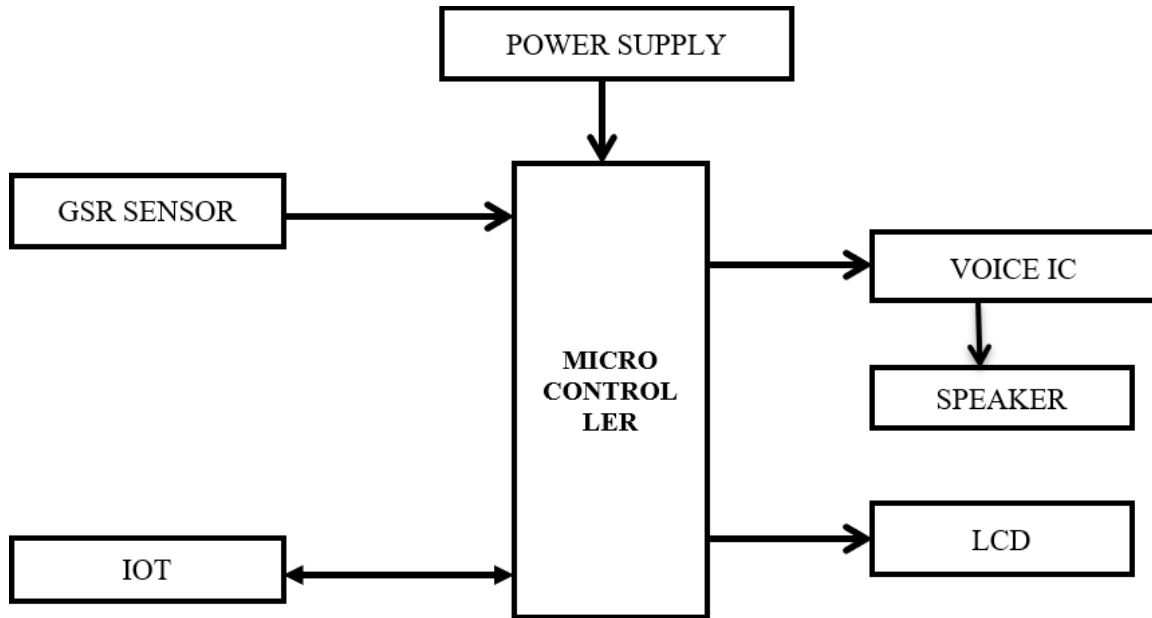 POWER SUPPLY
GSR SENSOR
VOICE IC
MICRO
CONTROL
LER
SPEAKER
LCD
IOT